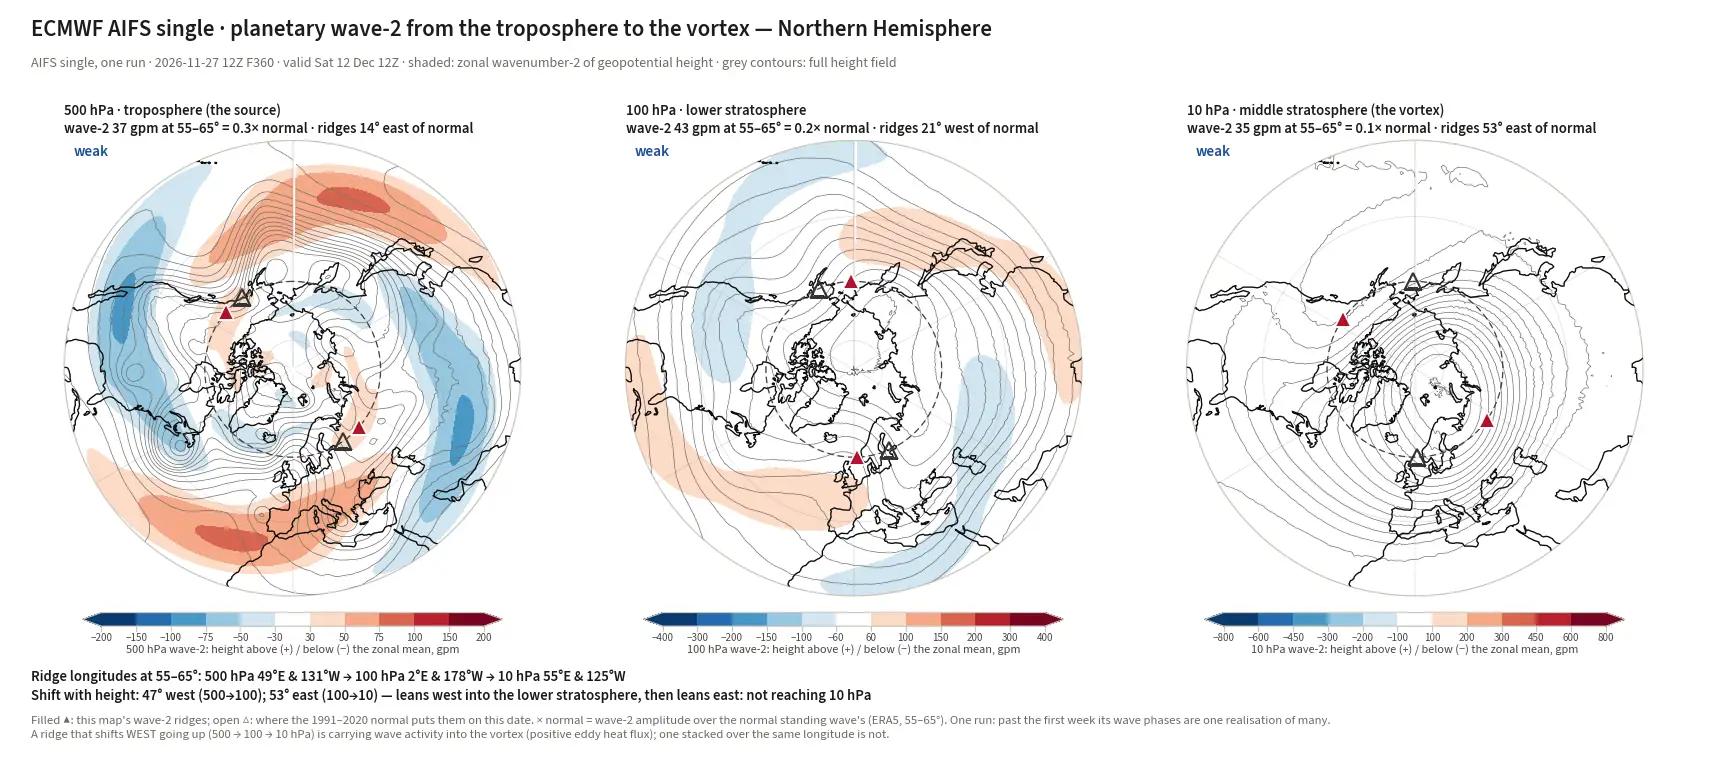 ECMWF AIFS single · planetary wave-2 from the troposphere to the vortex — Northern Hemisphere
AIFS single, one run · 2026-11-27 12Z F360 · valid Sat 12 Dec 12Z · shaded: zonal wavenumber-2 of geopotential height · grey contours: full height field
500 hPa · troposphere (the source)
wave-2 37 gpm at 55–65° = 0.3× normal · ridges 14° east of normal
weak
100 hPa · lower stratosphere
wave-2 43 gpm at 55–65° = 0.2× normal · ridges 21° west of normal
weak
10 hPa · middle stratosphere (the vortex)
wave-2 35 gpm at 55–65° = 0.1× normal · ridges 53° east of normal
weak
−200 −150 −100 −75 −50 −30 30 50 75 100 150 200
500 hPa wave-2: height above (+) / below (−) the zonal mean, gpm
−400 −300 −200 −150 −100 −60 60 100 150 200 300 400
100 hPa wave-2: height above (+) / below (−) the zonal mean, gpm
−800 −600 −450 −300 −200 −100 100 200 300 450 600 800
10 hPa wave-2: height above (+) / below (−) the zonal mean, gpm
Ridge longitudes at 55–65°: 500 hPa 49°E & 131°W → 100 hPa 2°E & 178°W → 10 hPa 55°E & 125°W
Shift with height: 47° west (500→100); 53° east (100→10) — leans west into the lower stratosphere, then leans east: not reaching 10 hPa
Filled ▲: this map's wave-2 ridges; open △: where the 1991–2020 normal puts them on this date. × normal = wave-2 amplitude over the normal standing wave's (ERA5, 55–65°). One run: past the first week its wave phases are one realisation of many.
A ridge that shifts WEST going up (500 → 100 → 10 hPa) is carrying wave activity into the vortex (positive eddy heat flux); one stacked over the same longitude is not.